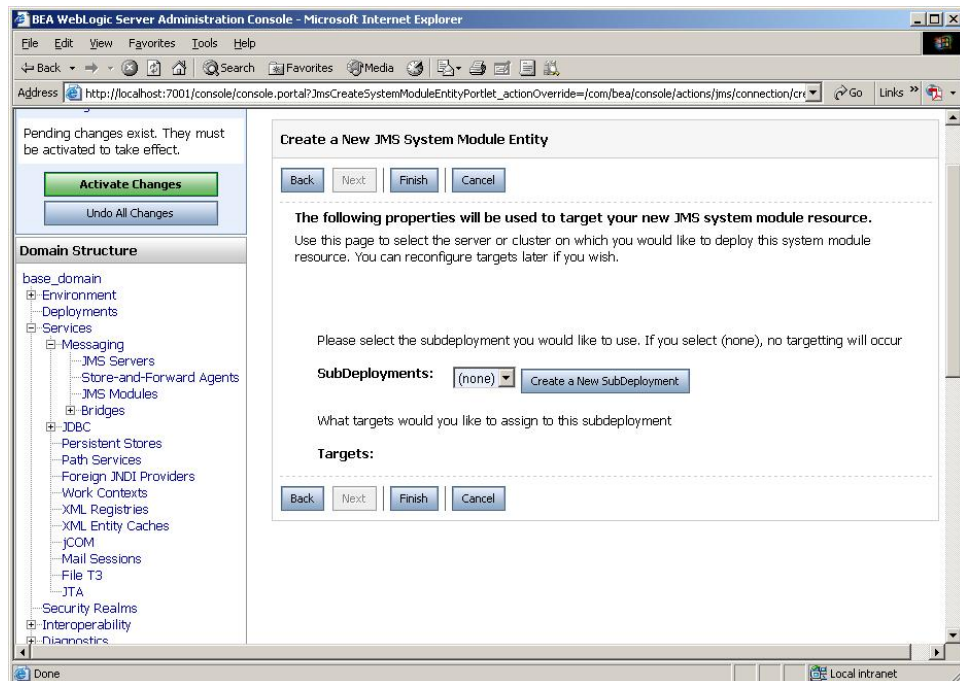 BEA WebLogic Server Administration Console - Microsoft Internet Explorer
File Edit View Favorites Tools Help
Back Search Favorites Media
Address http://localhost:7001/console/console.portal?JmsCreateSystemModuleEntityPortlet_actionOverride=/com/bea/console/actions/jms/connection/cre Go Links »
Pending changes exist. They must
be activated to take effect.
Activate Changes
Undo All Changes
Domain Structure
base_domain
Environment
Deployments
Services
Messaging
JMS Servers
Store-and-Forward Agents
JMS Modules
Bridges
JDBC
Persistent Stores
Path Services
Foreign JNDI Providers
Work Contexts
XML Registries
XML Entity Caches
jCOM
Mail Sessions
File T3
JTA
Security Realms
Interoperability
Diagnostics
Create a New JMS System Module Entity
Back Next Finish Cancel
The following properties will be used to target your new JMS system module resource.
Use this page to select the server or cluster on which you would like to deploy this system module
resource. You can reconfigure targets later if you wish.
Please select the subdeployment you would like to use. If you select (none), no targetting will occur
SubDeployments: (none) Create a New SubDeployment
What targets would you like to assign to this subdeployment
Targets:
Back Next Finish Cancel
Done Local intranet